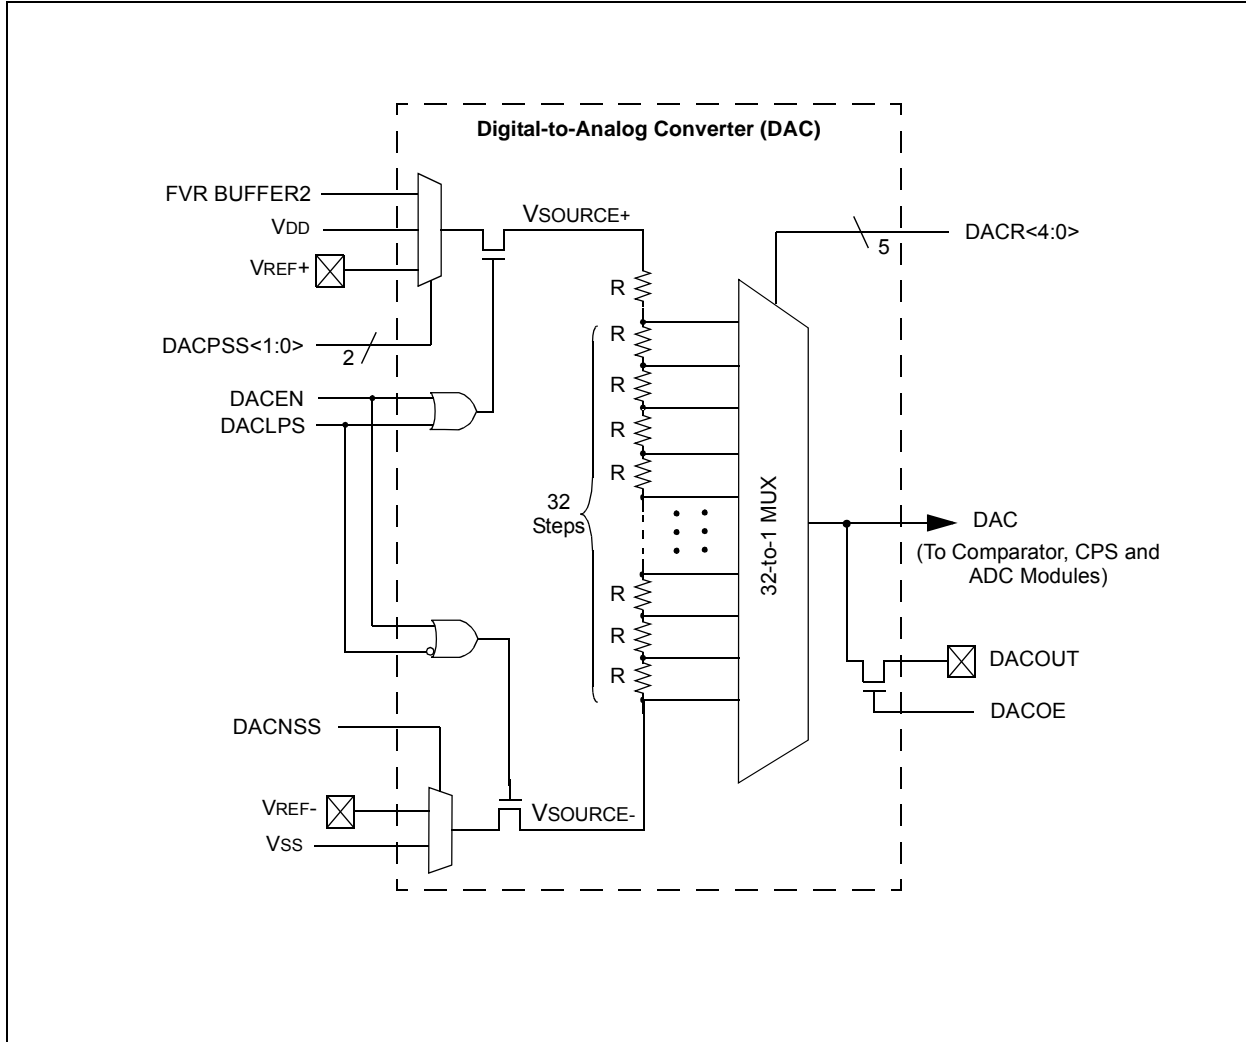 Digital-to-Analog Converter (DAC)
FVR BUFFER2
VDD
VREF+
DACPSS<1:0>
2
DACEN
DACLPS
VSOURCE+
R
R
R
R
R
32
Steps
R
R
R
DACR<4:0>
5
32-to-1 MUX
DAC
(To Comparator, CPS and
ADC Modules)
DACOUT
DACOE
DACNSS
VREF-
VSS
VSOURCE-